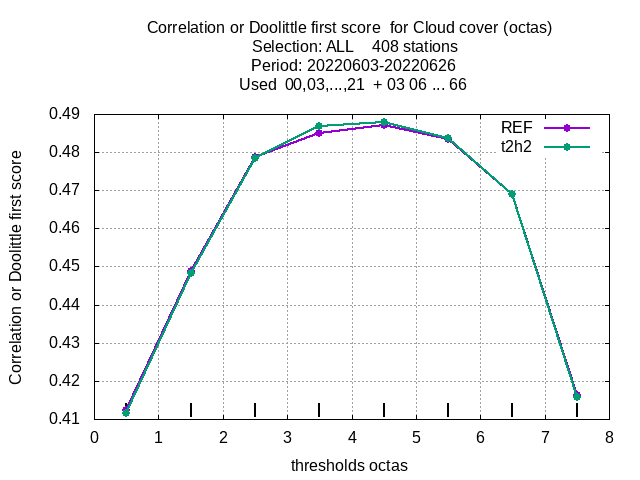 Correlation or Doolittle first score  for Cloud cover (octas)
Selection: ALL    408 stations
Period: 20220603-20220626
Used  00,03,...,21  + 03 06 ... 66
REF
t2h2
0.49
0.48
0.47
0.46
0.45
0.44
0.43
0.42
0.41
Correlation or Doolittle first score
0 1 2 3 4 5 6 7 8
thresholds octas